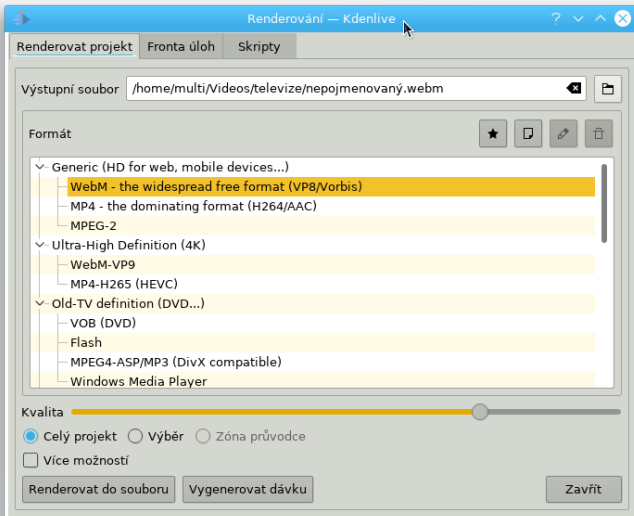 Renderování — Kdenlive
Renderovat projekt Fronta úloh Skripty
Výstupní soubor /home/multi/Videos/televize/nepojmenovaný.webm
Formát
Generic (HD for web, mobile devices...)
WebM - the widespread free format (VP8/Vorbis)
MP4 - the dominating format (H264/AAC)
MPEG-2
Ultra-High Definition (4K)
WebM-VP9
MP4-H265 (HEVC)
Old-TV definition (DVD...)
VOB (DVD)
Flash
MPEG4-ASP/MP3 (DivX compatible)
Windows Media Player
Kvalita
Celý projekt Výběr Zóna průvodce
Více možností
Renderovat do souboru Vygenerovat dávku Zavřít